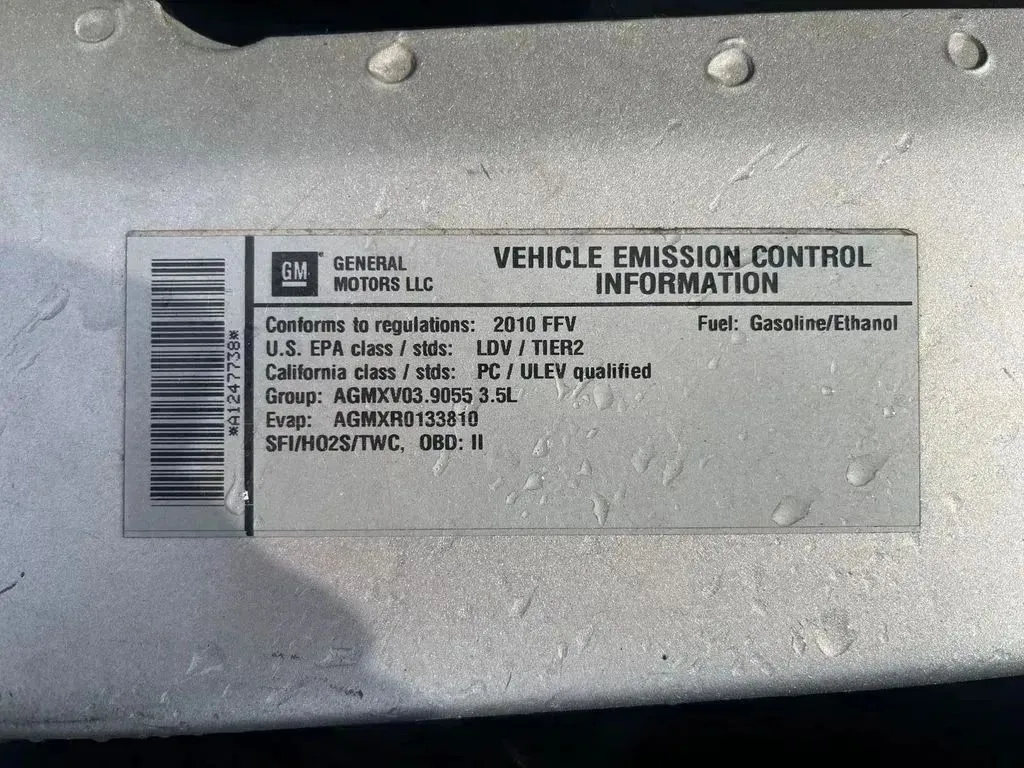 GM
GENERAL
MOTORS LLC
VEHICLE EMISSION CONTROL
INFORMATION
Conforms to regulations: 2010 FFV
Fuel: Gasoline/Ethanol
U.S. EPA class / stds: LDV / TIER2
California class / stds: PC / ULEV qualified
Group: AGMXV03.9055 3.5L
Evap: AGMXR0133810
SFI/HO2S/TWC, OBD: II
*A1247738*